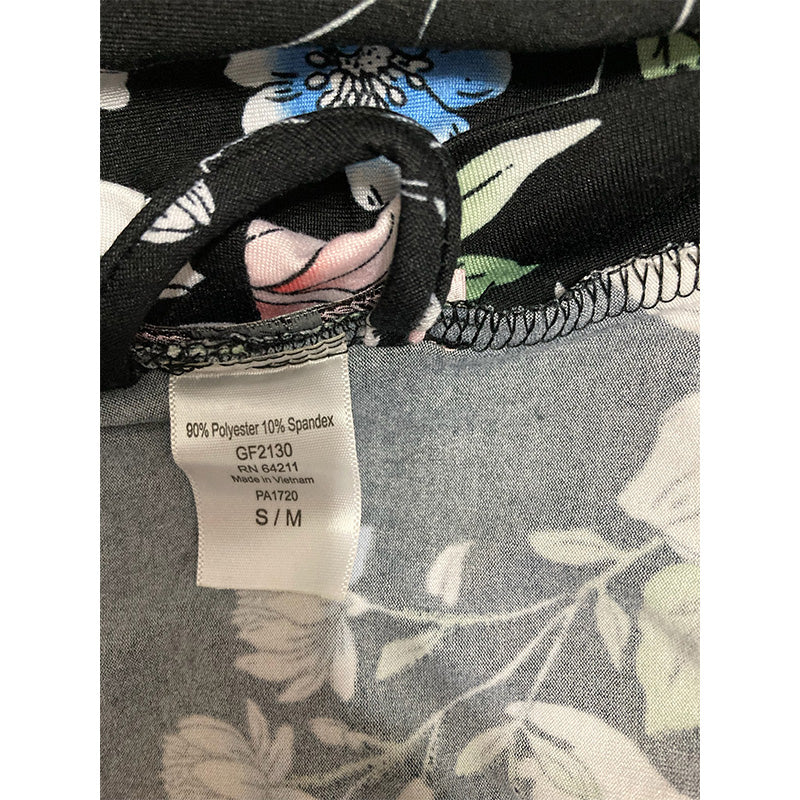 90% Polyester 10% Spandex
GF2130
RN 64211
Made in Vietnam
PA1720
S / M